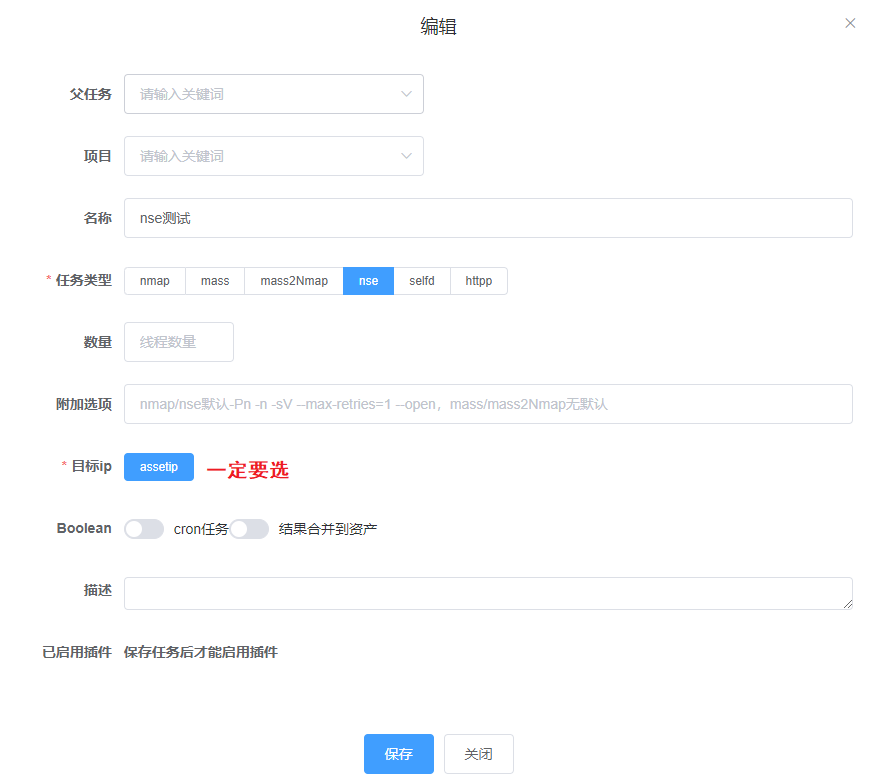 编辑
父任务 请输入关键词
项目 请输入关键词
名称 nse测试
* 任务类型 nmap mass mass2Nmap nse selfd httpp
数量 线程数量
附加选项 nmap/nse默认-Pn -n -sV --max-retries=1 --open，mass/mass2Nmap无默认
* 目标ip assetip 一定要选
Boolean cron任务 结果合并到资产
描述
已启用插件 保存任务后才能启用插件
保存 关闭